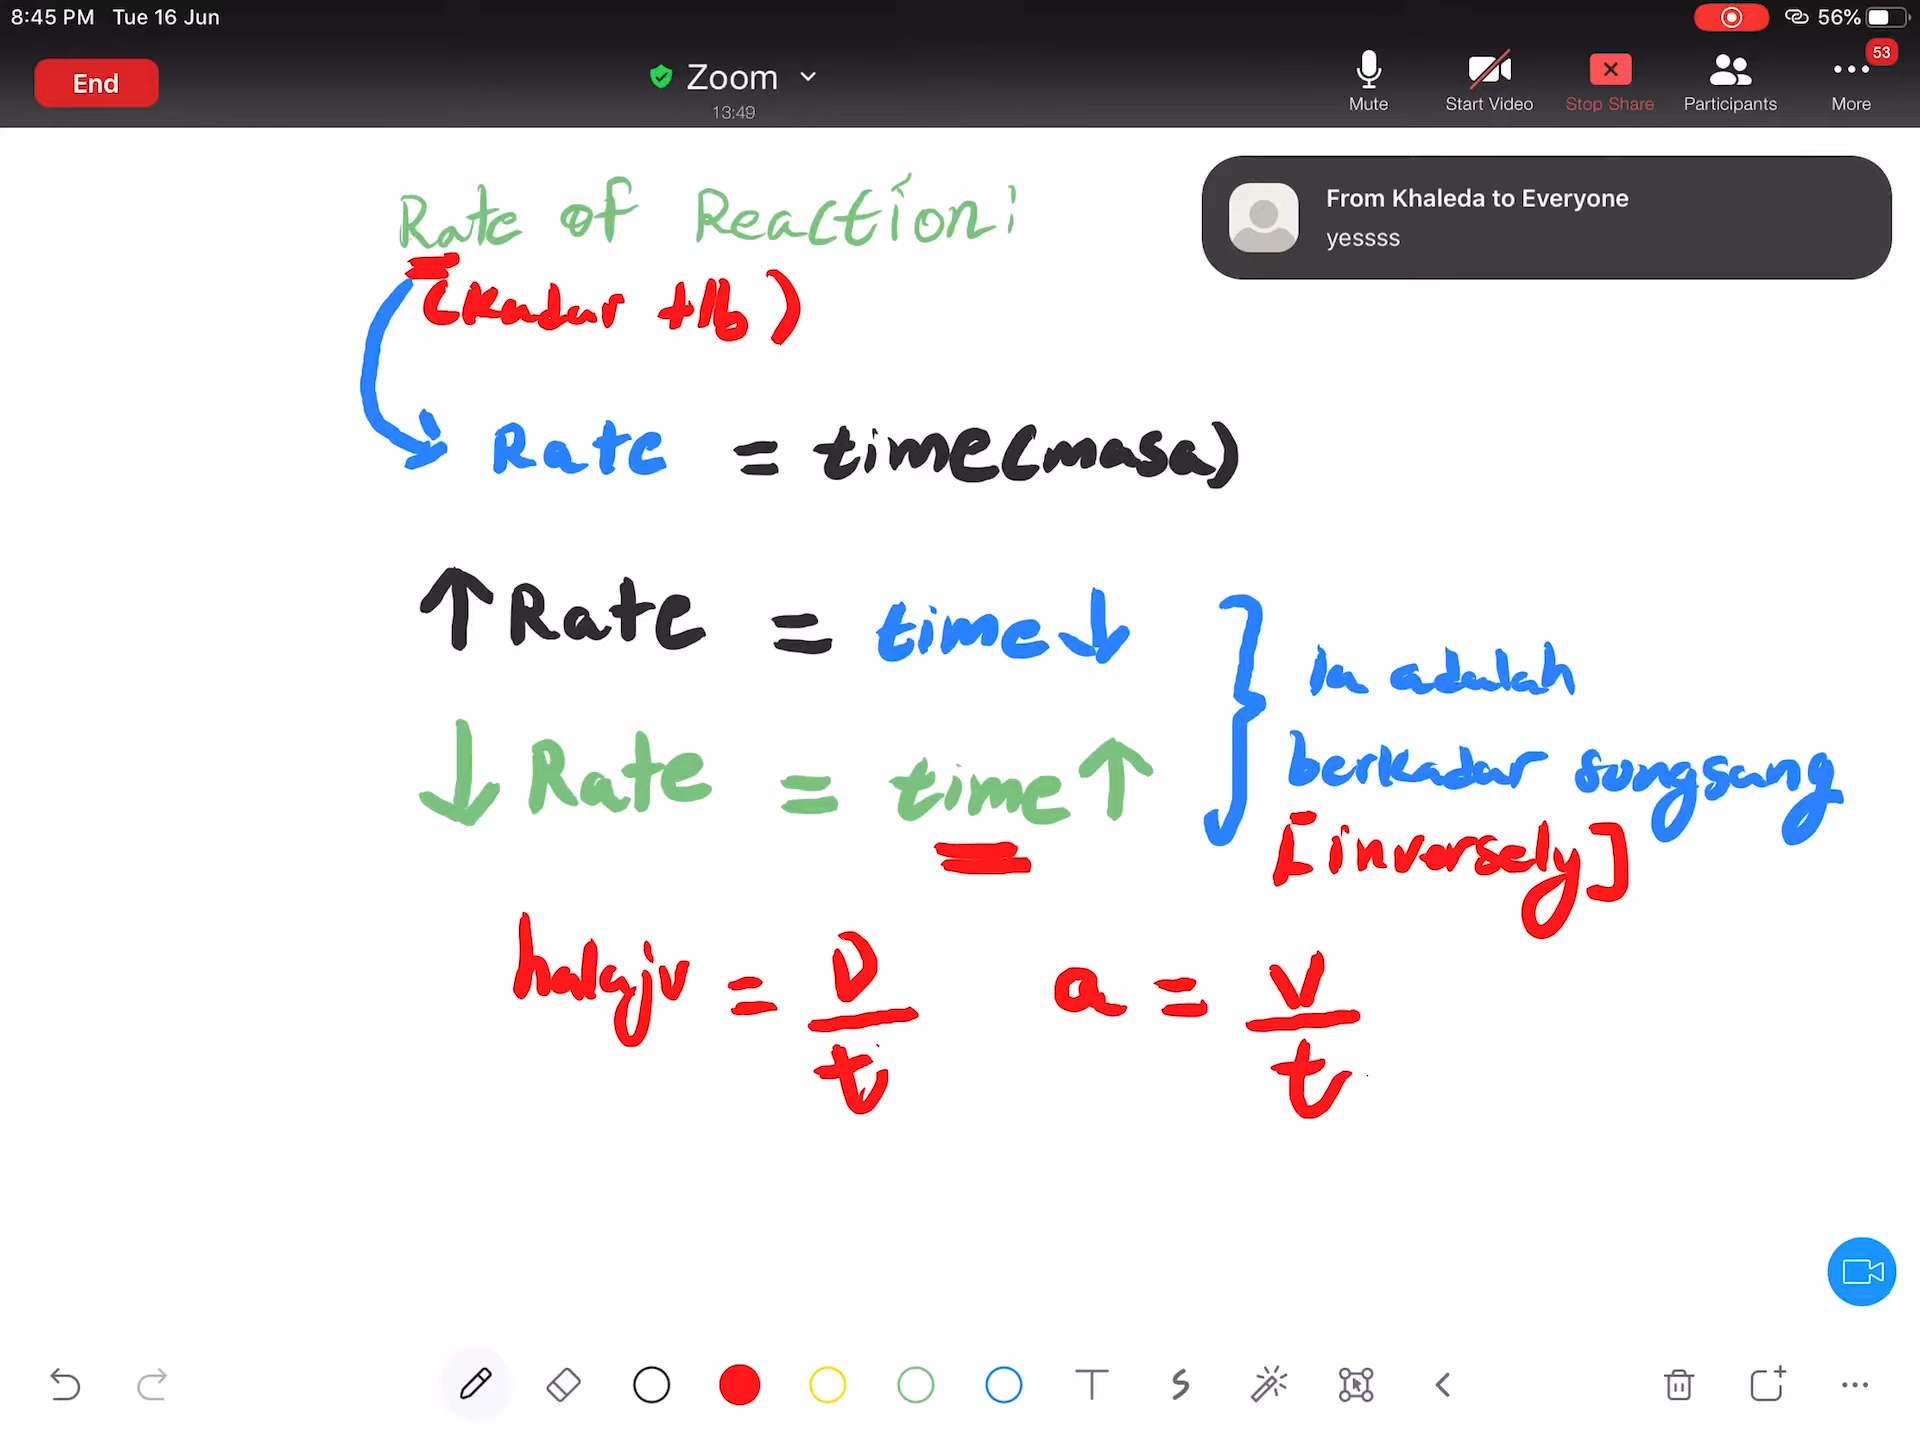 8:45 PM Tue 16 Jun
56%
End
Zoom
13:49
Mute
Start Video
Stop Share
Participants
53
More
From Khaleda to Everyone
yessss
Rate of Reaction:
(Kadar t/b)
Rate = time(masa)
↑ Rate = time ↓
↓ Rate = time ↑
Ia adalah
berkadar songsang
[inversely]
halaju = D/t
a = v/t
T